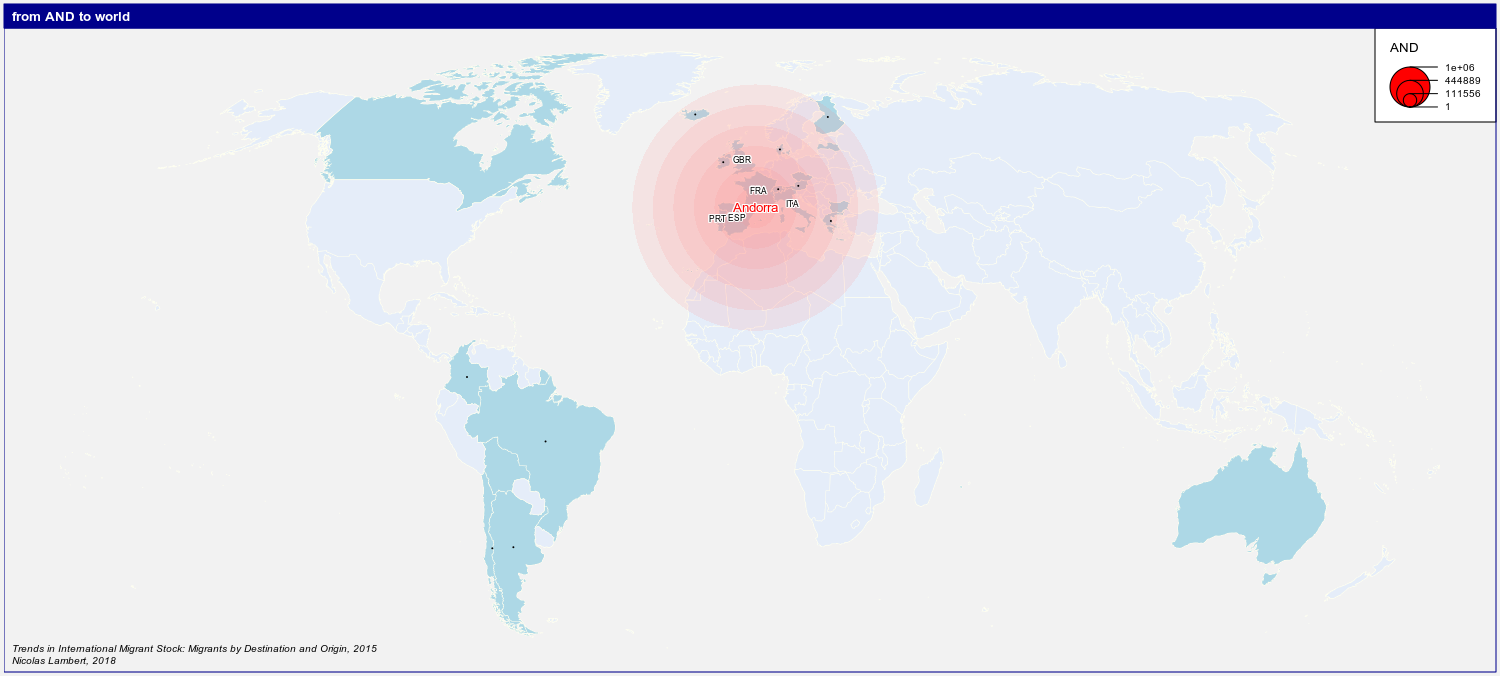 from AND to world
AND
1e+06
444889
111556
1
GBR
FRA
ITA
Andorra
PRT ESP
Trends in International Migrant Stock: Migrants by Destination and Origin, 2015
Nicolas Lambert, 2018